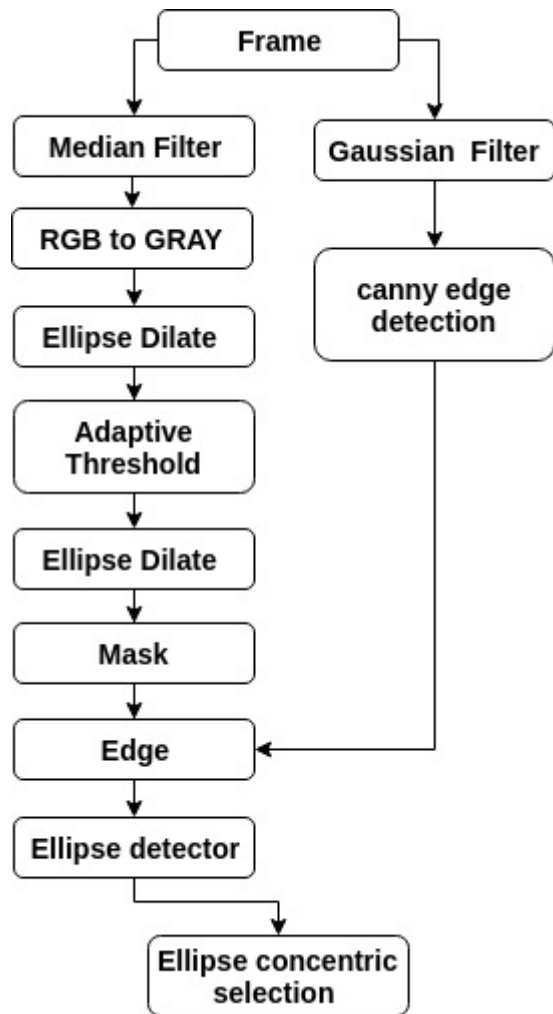 Frame
Median Filter
Gaussian  Filter
RGB to GRAY
canny edge
detection
Ellipse Dilate
Adaptive
Threshold
Ellipse Dilate
Mask
Edge
Ellipse detector
Ellipse concentric
selection